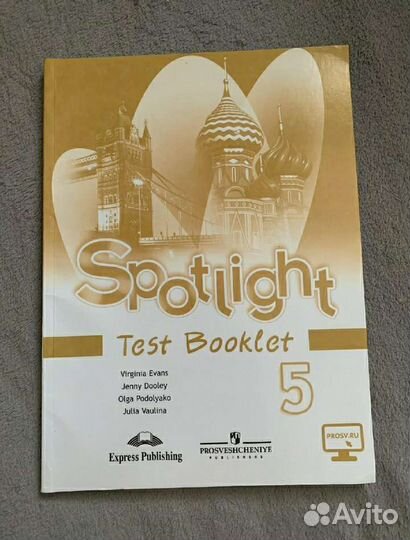 Spotlight
Test Booklet
Virginia Evans
Jenny Dooley
Olga Podolyako
Julia Vaulina
5
Express Publishing
PROSVESHCHENIYE
PUBLISHERS
PROSV.RU
Avito